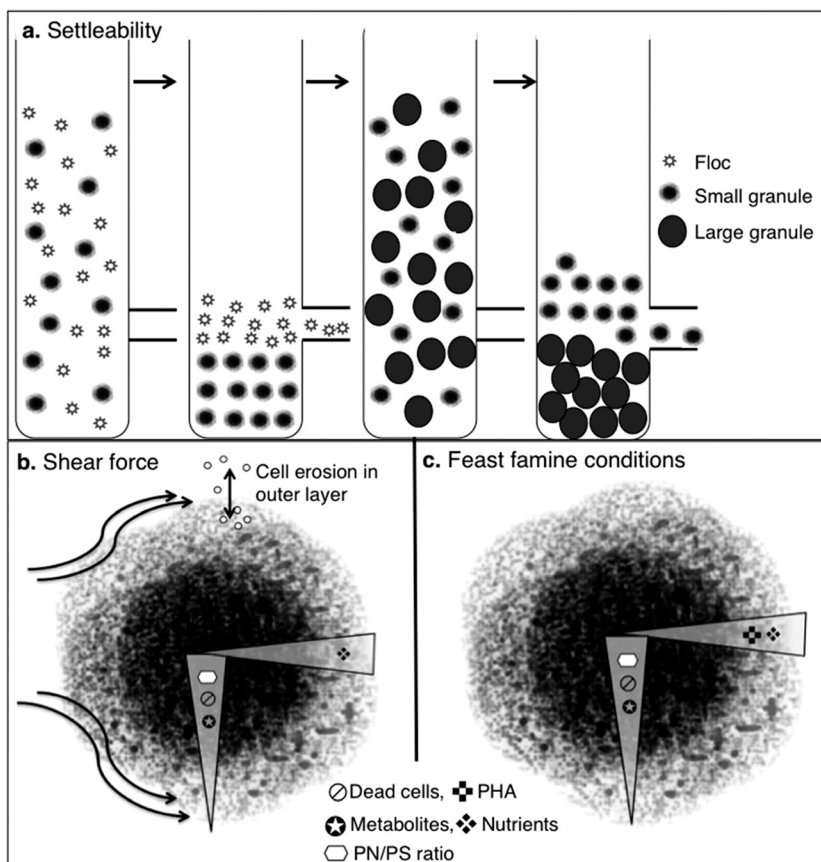 a. Settleability
Floc
Small granule
Large granule
b. Shear force
Cell erosion in
outer layer
c. Feast famine conditions
Dead cells, PHA
Metabolites, Nutrients
PN/PS ratio